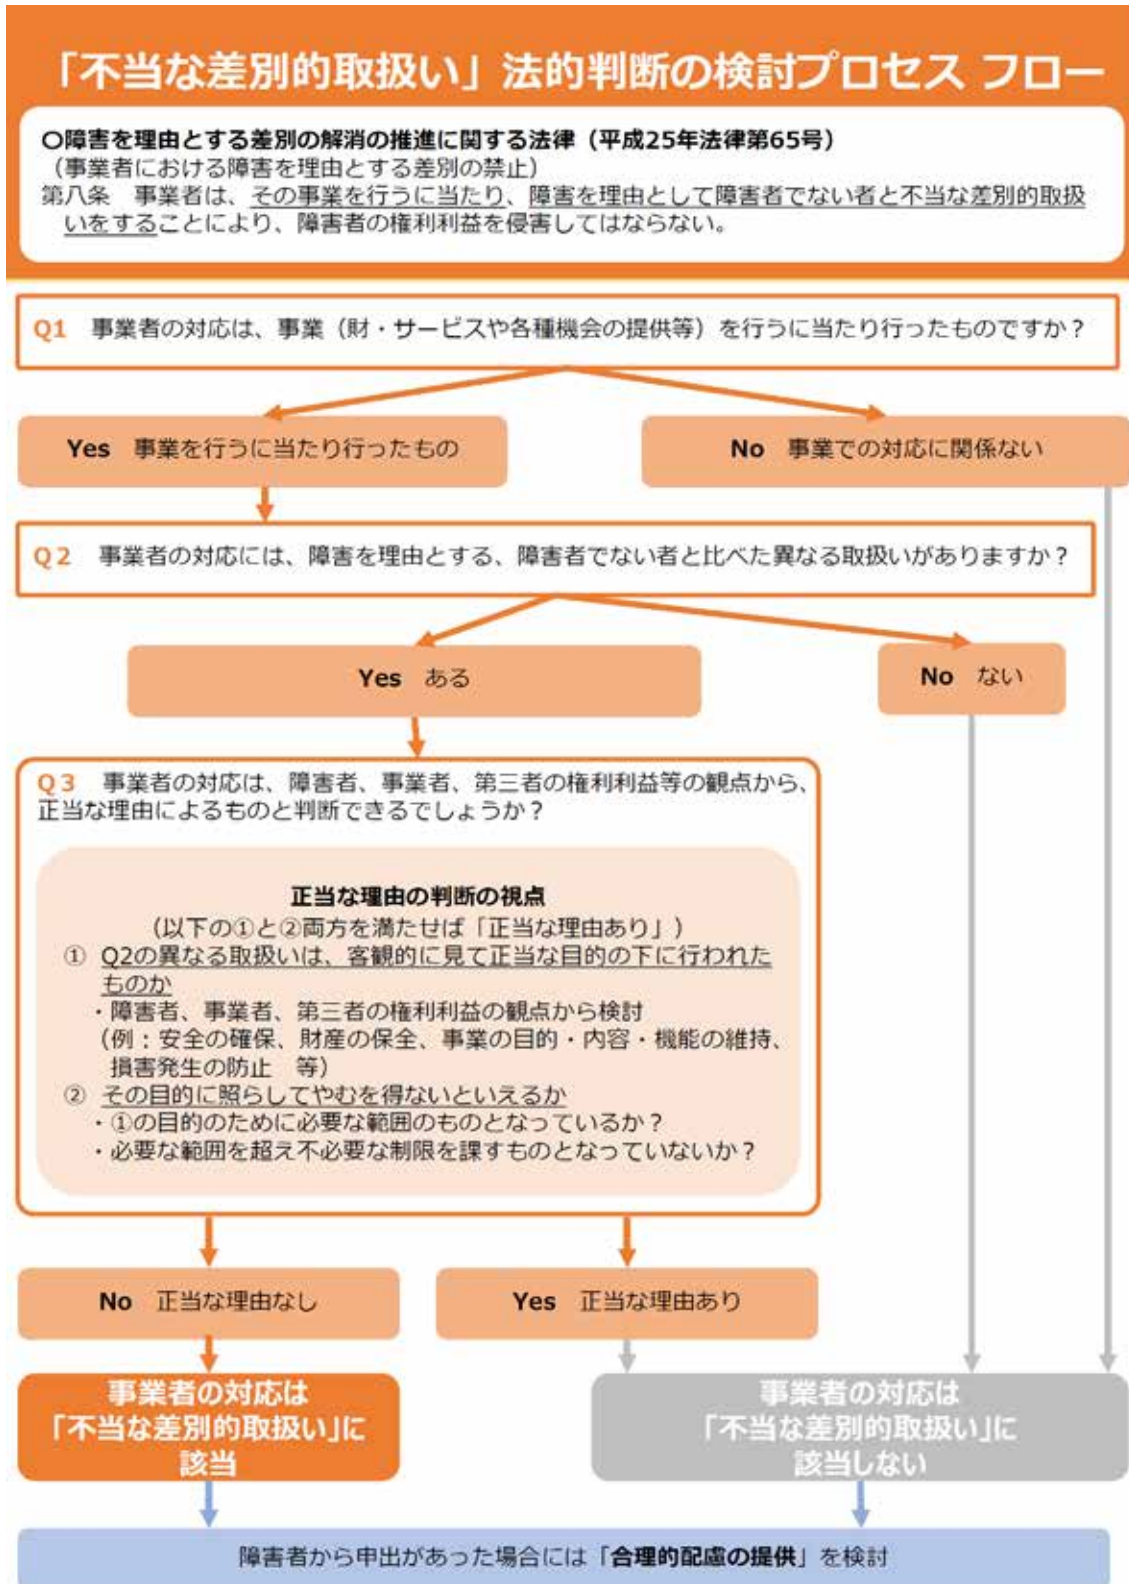 「不当な差別的取扱い」法的判断の検討プロセス フロー
〇障害を理由とする差別の解消の推進に関する法律（平成25年法律第65号）
（事業者における障害を理由とする差別の禁止）
第八条　事業者は、その事業を行うに当たり、障害を理由として障害者でない者と不当な差別的取扱
いをすることにより、障害者の権利利益を侵害してはならない。
Q1　事業者の対応は、事業（財・サービスや各種機会の提供等）を行うに当たり行ったものですか？
Yes　事業を行うに当たり行ったもの
No　事業での対応に関係ない
Q２　事業者の対応には、障害を理由とする、障害者でない者と比べた異なる取扱いがありますか？
Yes　ある
No　ない
Q３　事業者の対応は、障害者、事業者、第三者の権利利益等の観点から、
正当な理由によるものと判断できるでしょうか？
正当な理由の判断の視点
（以下の①と②両方を満たせば「正当な理由あり」）
①　Q2の異なる取扱いは、客観的に見て正当な目的の下に行われた
ものか
・障害者、事業者、第三者の権利利益の観点から検討
（例：安全の確保、財産の保全、事業の目的・内容・機能の維持、
損害発生の防止　等）
②　その目的に照らしてやむを得ないといえるか
・①の目的のために必要な範囲のものとなっているか？
・必要な範囲を超え不必要な制限を課すものとなっていないか？
No　正当な理由なし
Yes　正当な理由あり
事業者の対応は
「不当な差別的取扱い」に
該当
事業者の対応は
「不当な差別的取扱い」に
該当しない
障害者から申出があった場合には「合理的配慮の提供」を検討